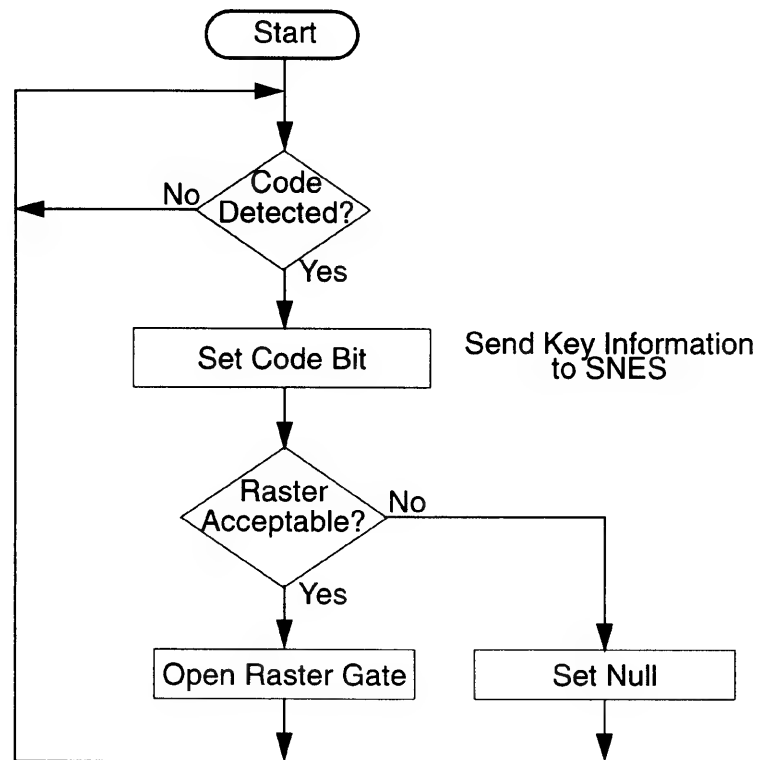 Start
Code
Detected?
No
Yes
Set Code Bit
Send Key Information
to SNES
Raster
Acceptable?
No
Yes
Open Raster Gate
Set Null